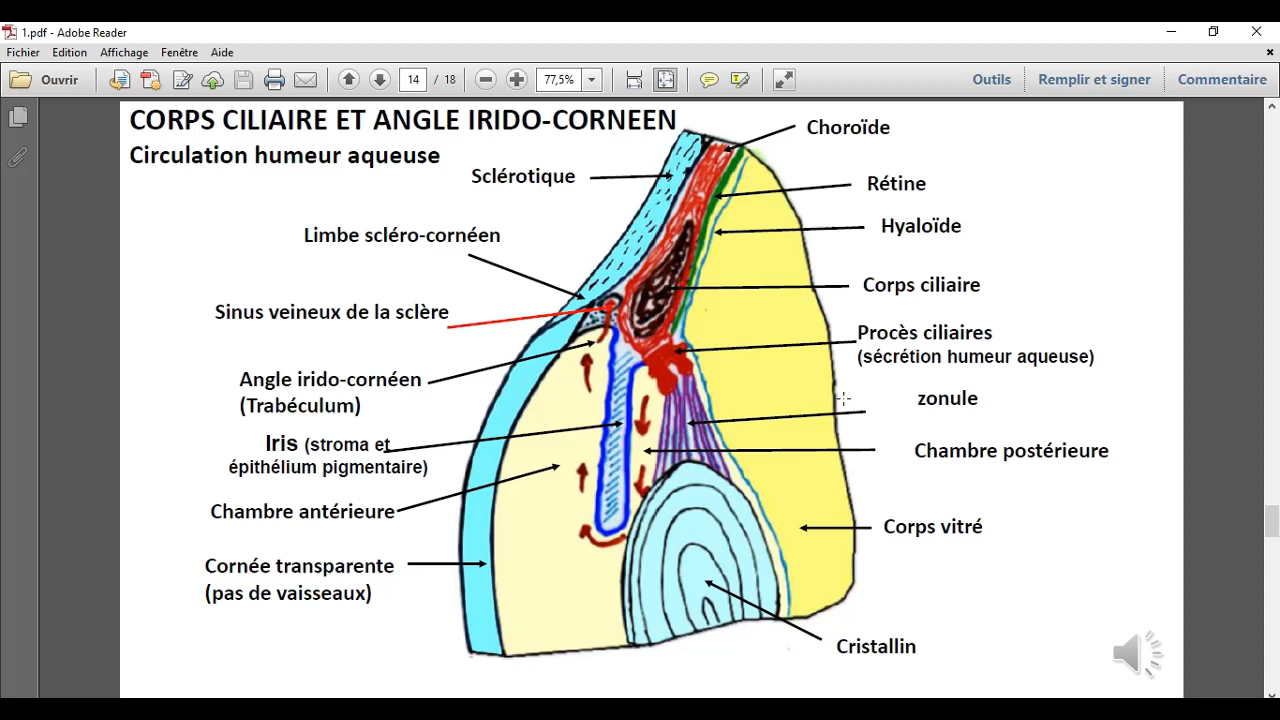 1.pdf - Adobe Reader
Fichier Edition Affichage Fenêtre Aide
Ouvrir 14 / 18 77,5% Outils Remplir et signer Commentaire
CORPS CILIAIRE ET ANGLE IRIDO-CORNEEN
Circulation humeur aqueuse
Choroïde
Sclérotique
Rétine
Limbe scléro-cornéen
Hyaloïde
Corps ciliaire
Sinus veineux de la sclère
Procès ciliaires
(sécrétion humeur aqueuse)
Angle irido-cornéen
(Trabéculum)
zonule
Iris (stroma et
épithélium pigmentaire)
Chambre postérieure
Chambre antérieure
Corps vitré
Cornée transparente
(pas de vaisseaux)
Cristallin